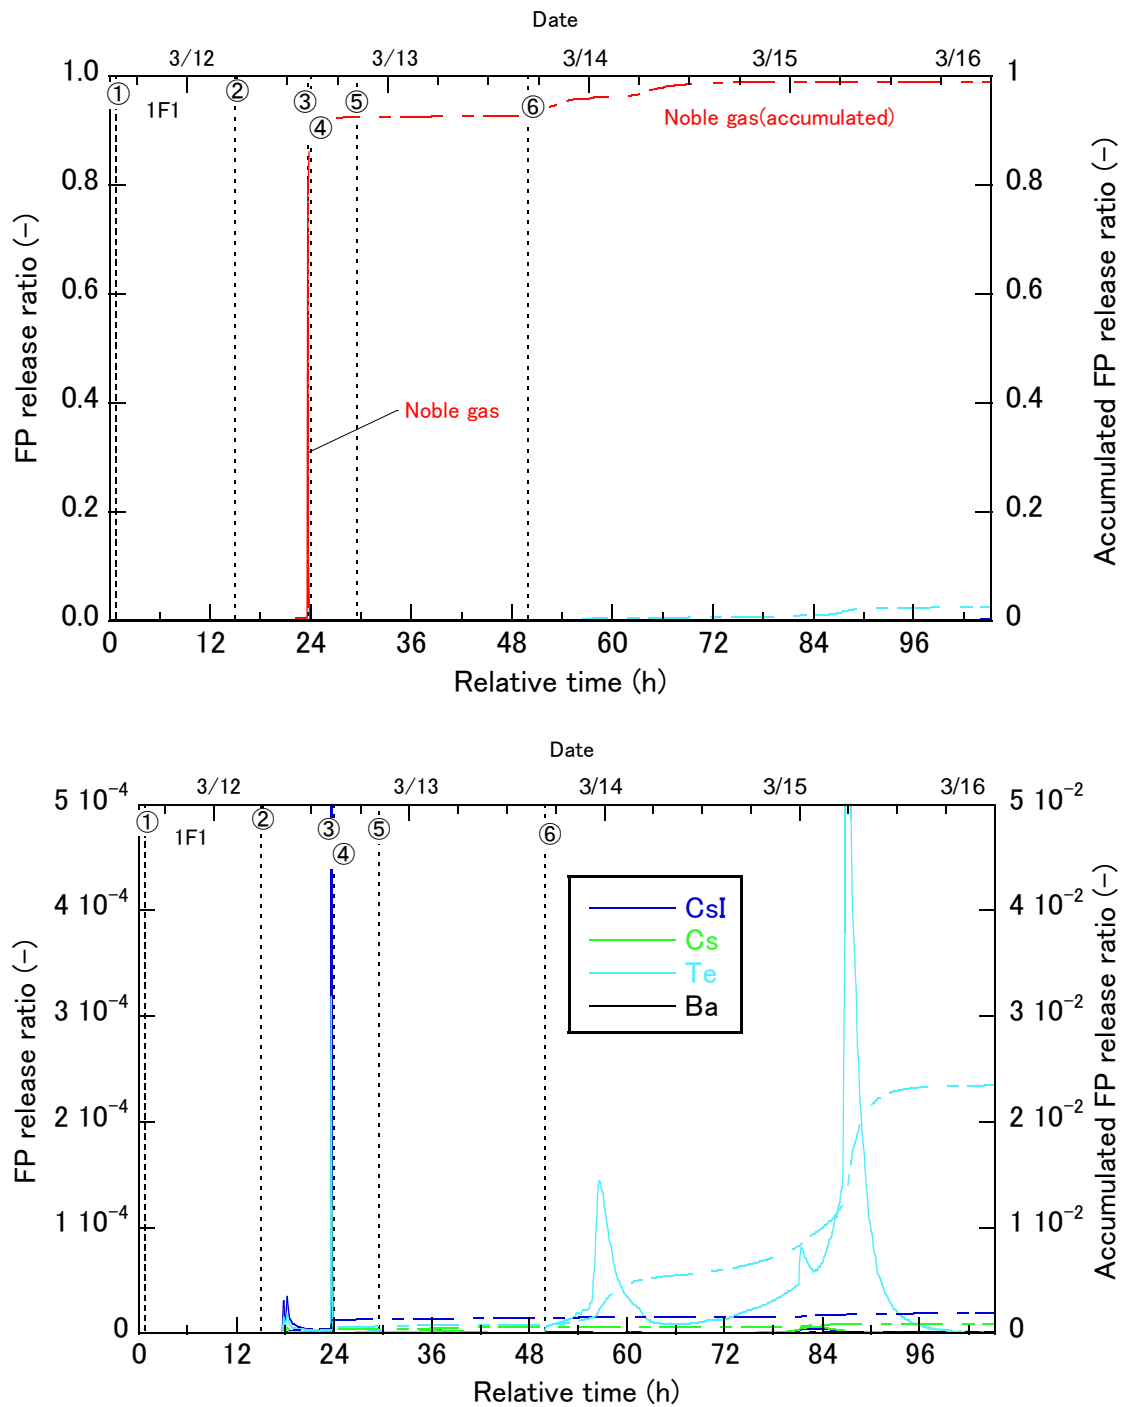 Date
3/12 3/13 3/14 3/15 3/16
1.0 1
① ② ③ ④ ⑤ ⑥
1F1
Noble gas(accumulated)
0.8 0.8
0.6 0.6
Noble gas
0.4 0.4
0.2 0.2
0.0 0
0 12 24 36 48 60 72 84 96
Relative time (h)
FP release ratio (-)
Accumulated FP release ratio (-)
Date
3/12 3/13 3/14 3/15 3/16
5 10⁻⁴ 5 10⁻²
① ② ③ ④ ⑤ ⑥
1F1
CsI
Cs
Te
Ba
4 10⁻⁴ 4 10⁻²
3 10⁻⁴ 3 10⁻²
2 10⁻⁴ 2 10⁻²
1 10⁻⁴ 1 10⁻²
0 0
0 12 24 36 48 60 72 84 96
Relative time (h)
FP release ratio (-)
Accumulated FP release ratio (-)